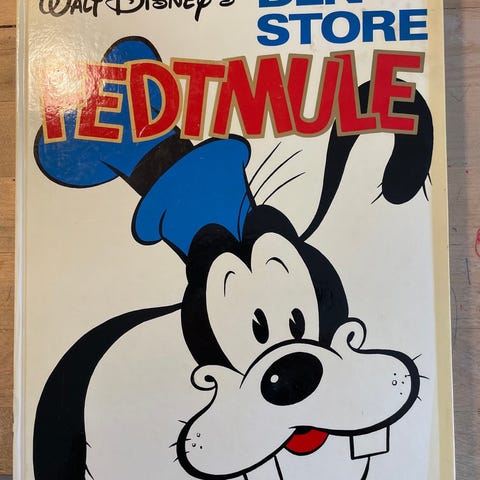 WALT DISNEY'S
DEN
STORE
FEDTMULE